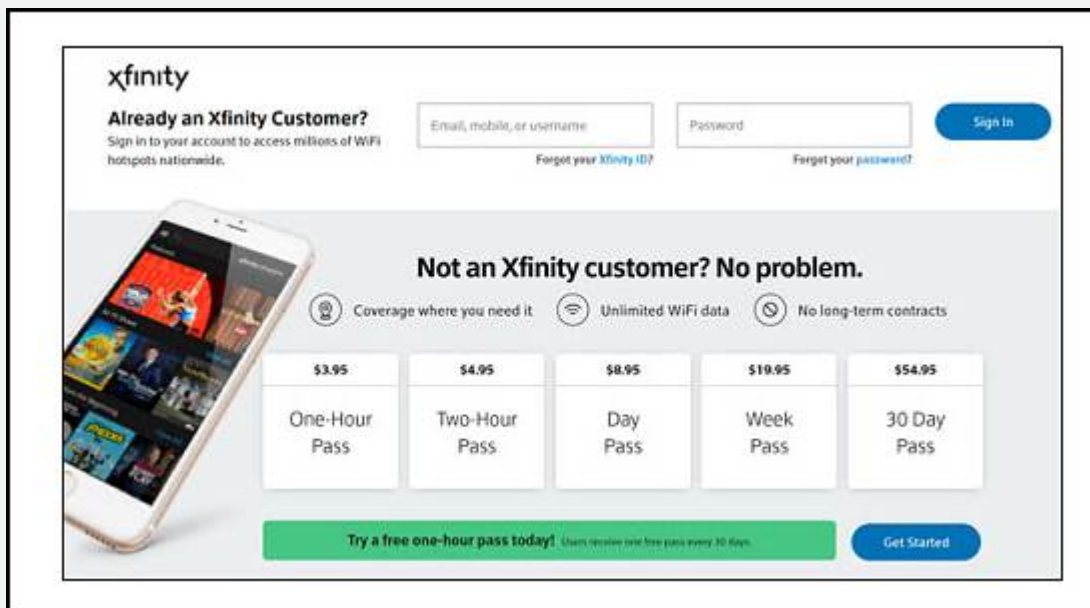 xfinity
Already an Xfinity Customer?
Sign in to your account to access millions of WiFi
hotspots nationwide.
Email, mobile, or username
Password
Sign In
Forgot your Xfinity ID?
Forgot your password?
Not an Xfinity customer? No problem.
Coverage where you need it
Unlimited WiFi data
No long-term contracts
$3.95
One-Hour
Pass
$4.95
Two-Hour
Pass
$8.95
Day
Pass
$19.95
Week
Pass
$54.95
30 Day
Pass
Try a free one-hour pass today! Users receive one free pass every 30 days.
Get Started